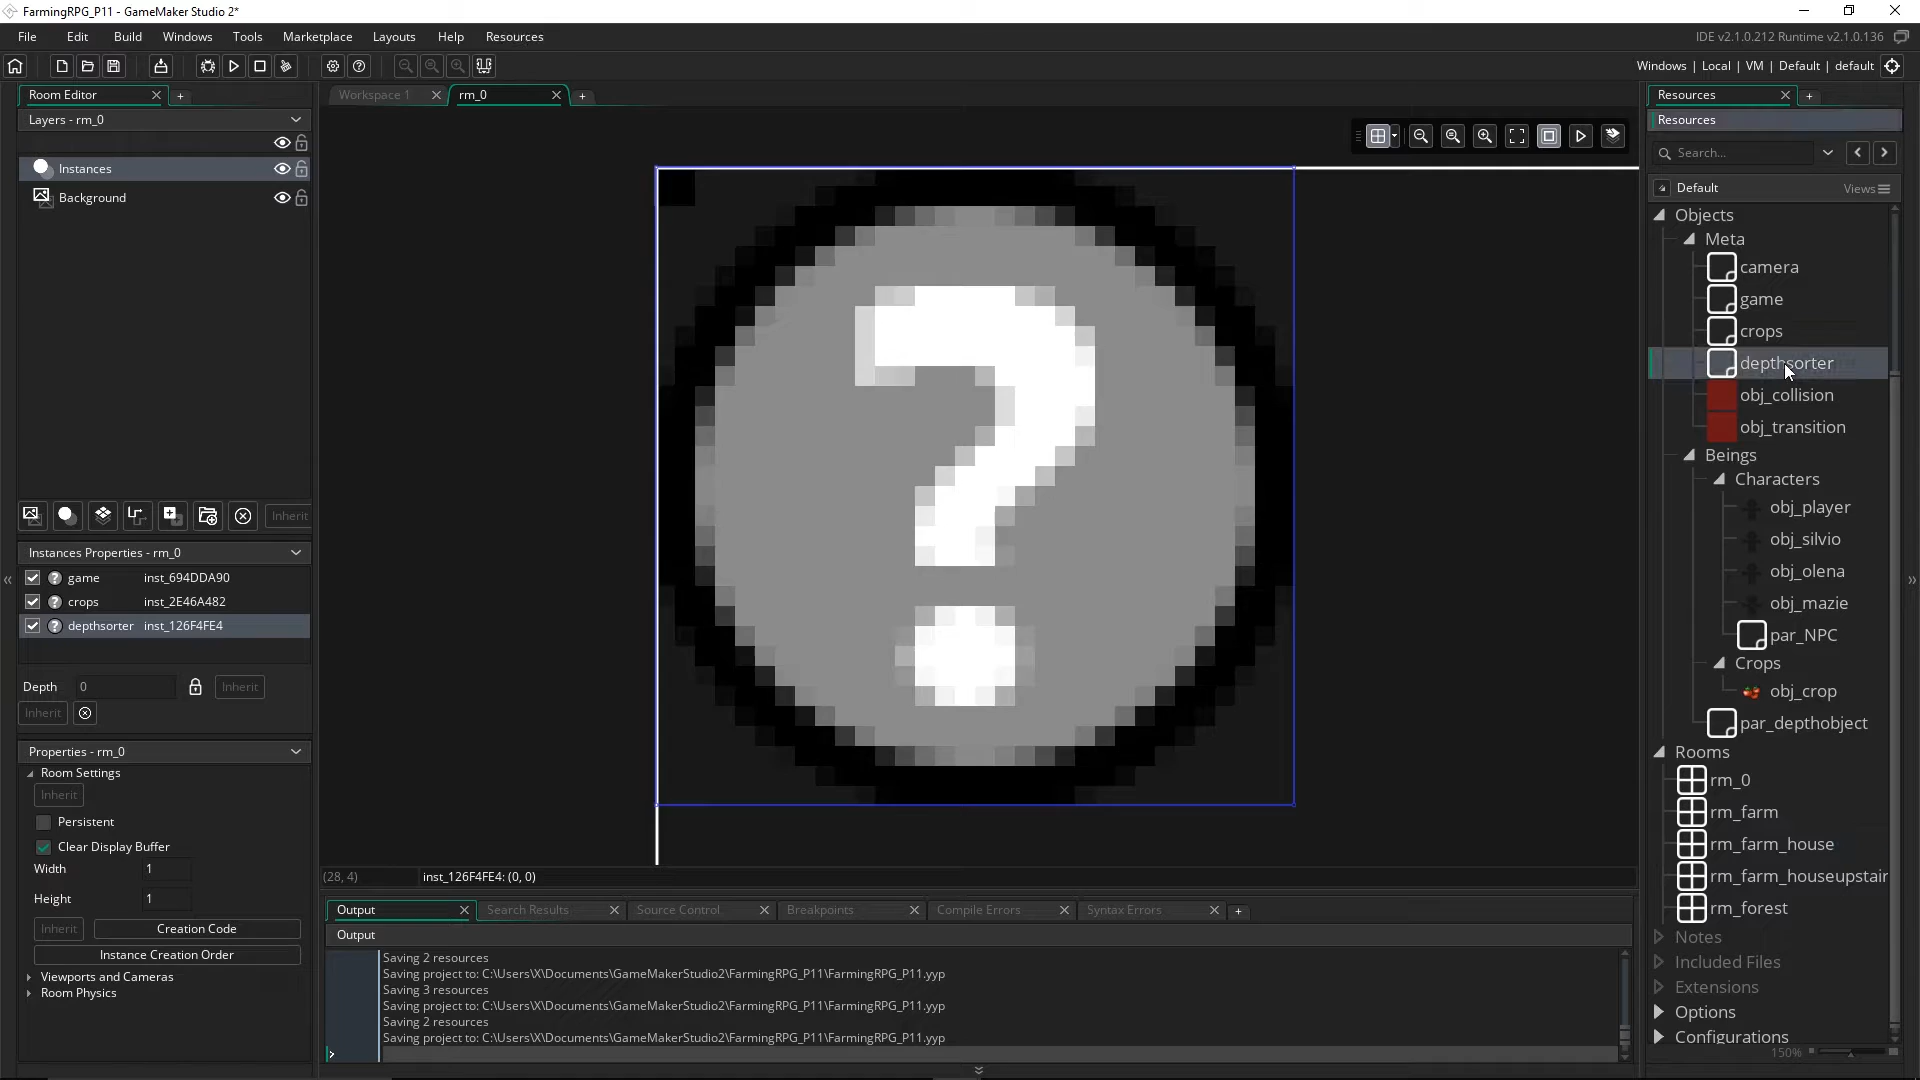 FarmingRPG_P11 - GameMaker Studio 2*
File Edit Build Windows Tools Marketplace Layouts Help Resources
IDE v2.1.0.212 Runtime v2.1.0.136
Windows | Local | VM | Default | default
Room Editor
Layers - rm_0
Instances
Background
Inherit
Instances Properties - rm_0
game inst_694DDA90
crops inst_2E46A482
depthsorter inst_126F4FE4
Depth 0 Inherit
Inherit
Properties - rm_0
Room Settings
Inherit
Persistent
Clear Display Buffer
Width 1
Height 1
Inherit Creation Code
Instance Creation Order
Viewports and Cameras
Room Physics
Workspace 1 rm_0
?
(28, 4) inst_126F4FE4: (0, 0)
Output Search Results Source Control Breakpoints Compile Errors Syntax Errors
Output
Saving 2 resources
Saving project to: C:\Users\X\Documents\GameMakerStudio2\FarmingRPG_P11\FarmingRPG_P11.yyp
Saving 3 resources
Saving project to: C:\Users\X\Documents\GameMakerStudio2\FarmingRPG_P11\FarmingRPG_P11.yyp
Saving 2 resources
Saving project to: C:\Users\X\Documents\GameMakerStudio2\FarmingRPG_P11\FarmingRPG_P11.yyp
Resources
Resources
Search...
Default Views
Objects
Meta
camera
game
crops
depthsorter
obj_collision
obj_transition
Beings
Characters
obj_player
obj_silvio
obj_olena
obj_mazie
par_NPC
Crops
obj_crop
par_depthobject
Rooms
rm_0
rm_farm
rm_farm_house
rm_farm_houseupstair
rm_forest
Notes
Included Files
Extensions
Options
Configurations
150%